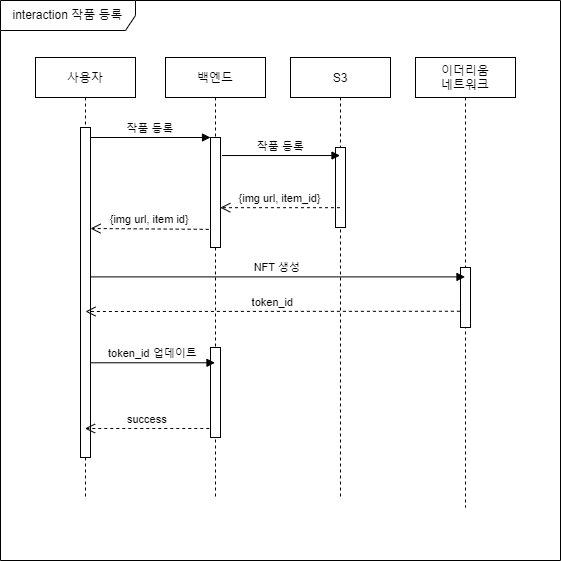 interaction 작품 등록
사용자
백엔드
S3
이더리움
네트워크
작품 등록
작품 등록
{img url, item_id}
{img url, item id}
NFT 생성
token_id
token_id 업데이트
success